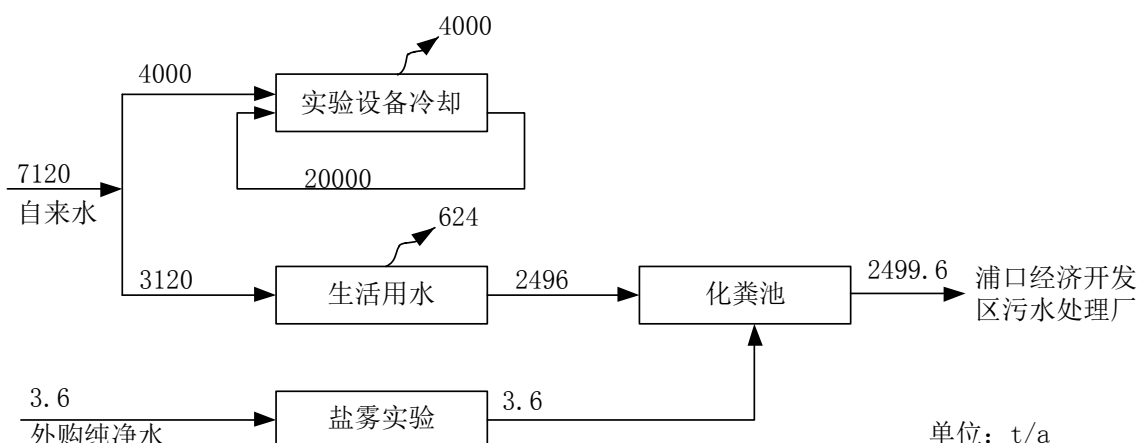 4000
4000
实验设备冷却
7120
20000
自来水
624
3120
生活用水
2496
化粪池
2499.6
浦口经济开发
区污水处理厂
3.6
盐雾实验
3.6
外购纯净水
单位: t/a